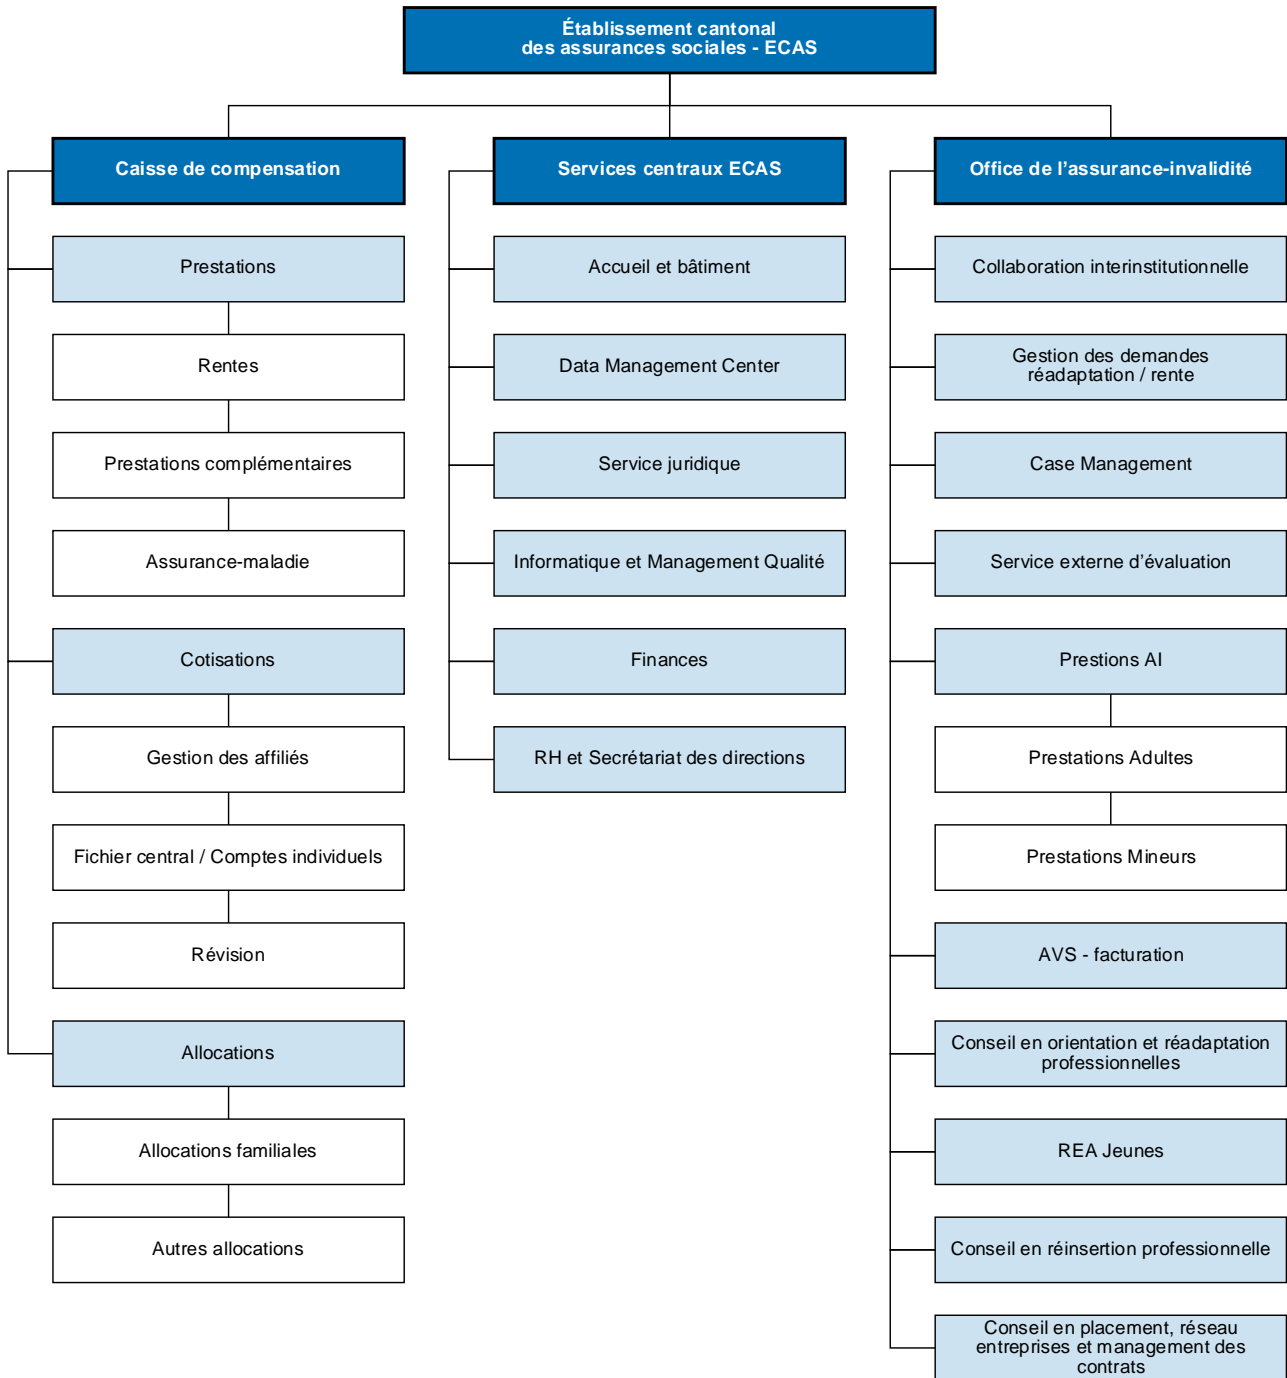 Établissement cantonal
des assurances sociales - ECAS
Caisse de compensation
Prestations
Rentes
Prestations complémentaires
Assurance-maladie
Cotisations
Gestion des affiliés
Fichier central / Comptes individuels
Révision
Allocations
Allocations familiales
Autres allocations
Services centraux ECAS
Accueil et bâtiment
Data Management Center
Service juridique
Informatique et Management Qualité
Finances
RH et Secrétariat des directions
Office de l’assurance-invalidité
Collaboration interinstitutionnelle
Gestion des demandes
réadaptation / rente
Case Management
Service externe d’évaluation
Prestions AI
Prestations Adultes
Prestations Mineurs
AVS - facturation
Conseil en orientation et réadaptation
professionnelles
REA Jeunes
Conseil en réinsertion professionnelle
Conseil en placement, réseau
entreprises et management des
contrats